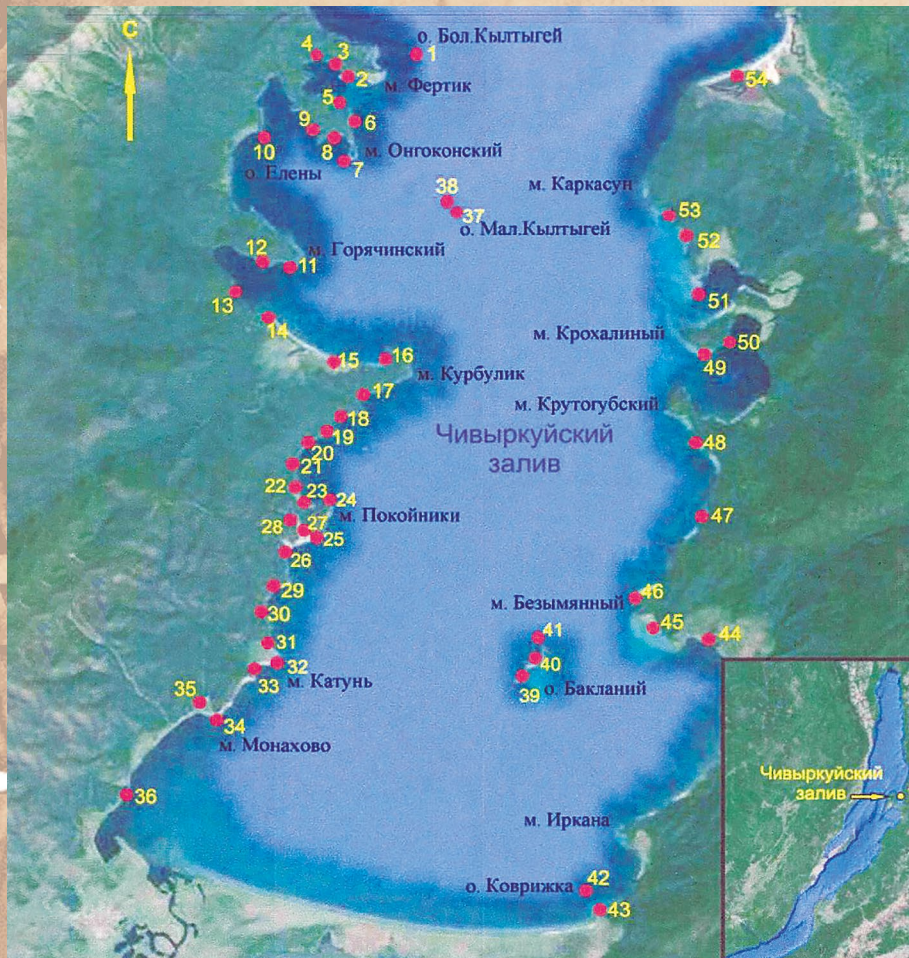 С
о. Бол.Кылтыгей
1
4
3
2
м. Фертик
54
5
6
9
8
10
м. Онгоконский
7
о. Елены
м. Каркасун
38
37
53
о. Мал.Кылтыгей
52
м. Горячинский
12
11
13
51
14
м. Крохалиный
50
49
15
16
м. Курбулик
17
м. Крутогубский
18
19
Чивыркуйский
залив
48
20
21
22
23
24
м. Покойники
47
28
27
25
26
29
м. Безымянный
46
30
45
44
31
41
40
32
33
м. Катунь
39
о. Бакланий
35
34
м. Монахово
36
м. Иркана
о. Коврижка
42
43
Чивыркуйский
залив